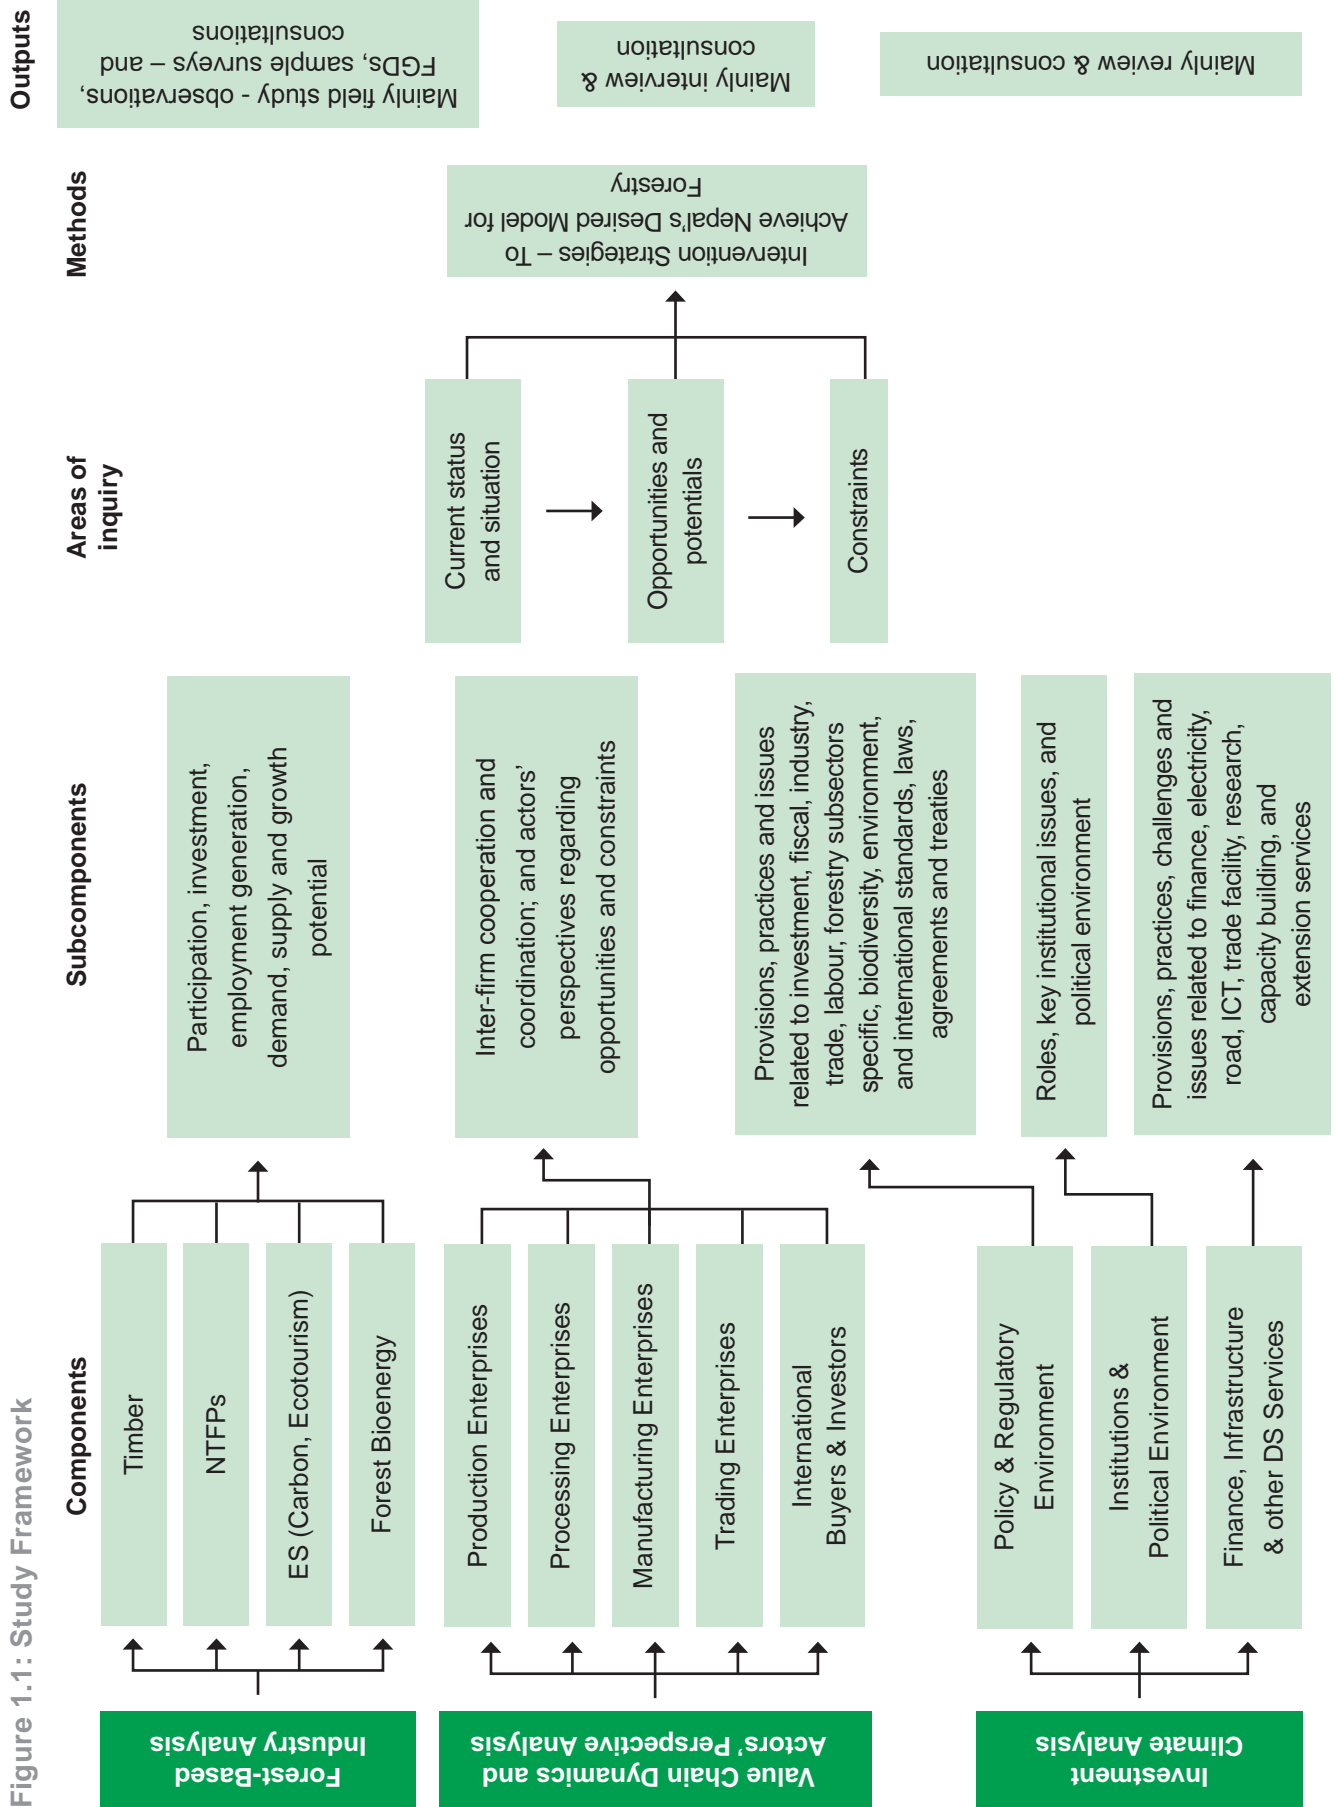 Figure 1.1: Study Framework
Components
Subcomponents
Areas of
inquiry
Methods
Outputs
Forest-Based
Industry Analysis
Timber
NTFPs
ES (Carbon, Ecotourism)
Forest Bioenergy
Participation, investment,
employment generation,
demand, supply and growth
potential
Value Chain Dynamics and
Actors' Perspective Analysis
Production Enterprises
Processing Enterprises
Manufacturing Enterprises
Trading Enterprises
International
Buyers & Investors
Inter-firm cooperation and
coordination; and actors'
perspectives regarding
opportunities and constraints
Investment
Climate Analysis
Policy & Regulatory
Environment
Institutions &
Political Environment
Finance, Infrastructure
& other DS Services
Provisions, practices and issues
related to investment, fiscal, industry,
trade, labour, forestry subsectors
specific, biodiversity, environment,
and international standards, laws,
agreements and treaties
Roles, key institutional issues, and
political environment
Provisions, practices, challenges and
issues related to finance, electricity,
road, ICT, trade facility, research,
capacity building, and
extension services
Current status
and situation
Opportunities and
potentials
Constraints
Intervention Strategies – To
Achieve Nepal's Desired Model for
Forestry
Mainly field study - observations,
FGDs, sample surveys – and
consultations
Mainly interview &
consultation
Mainly review & consultation